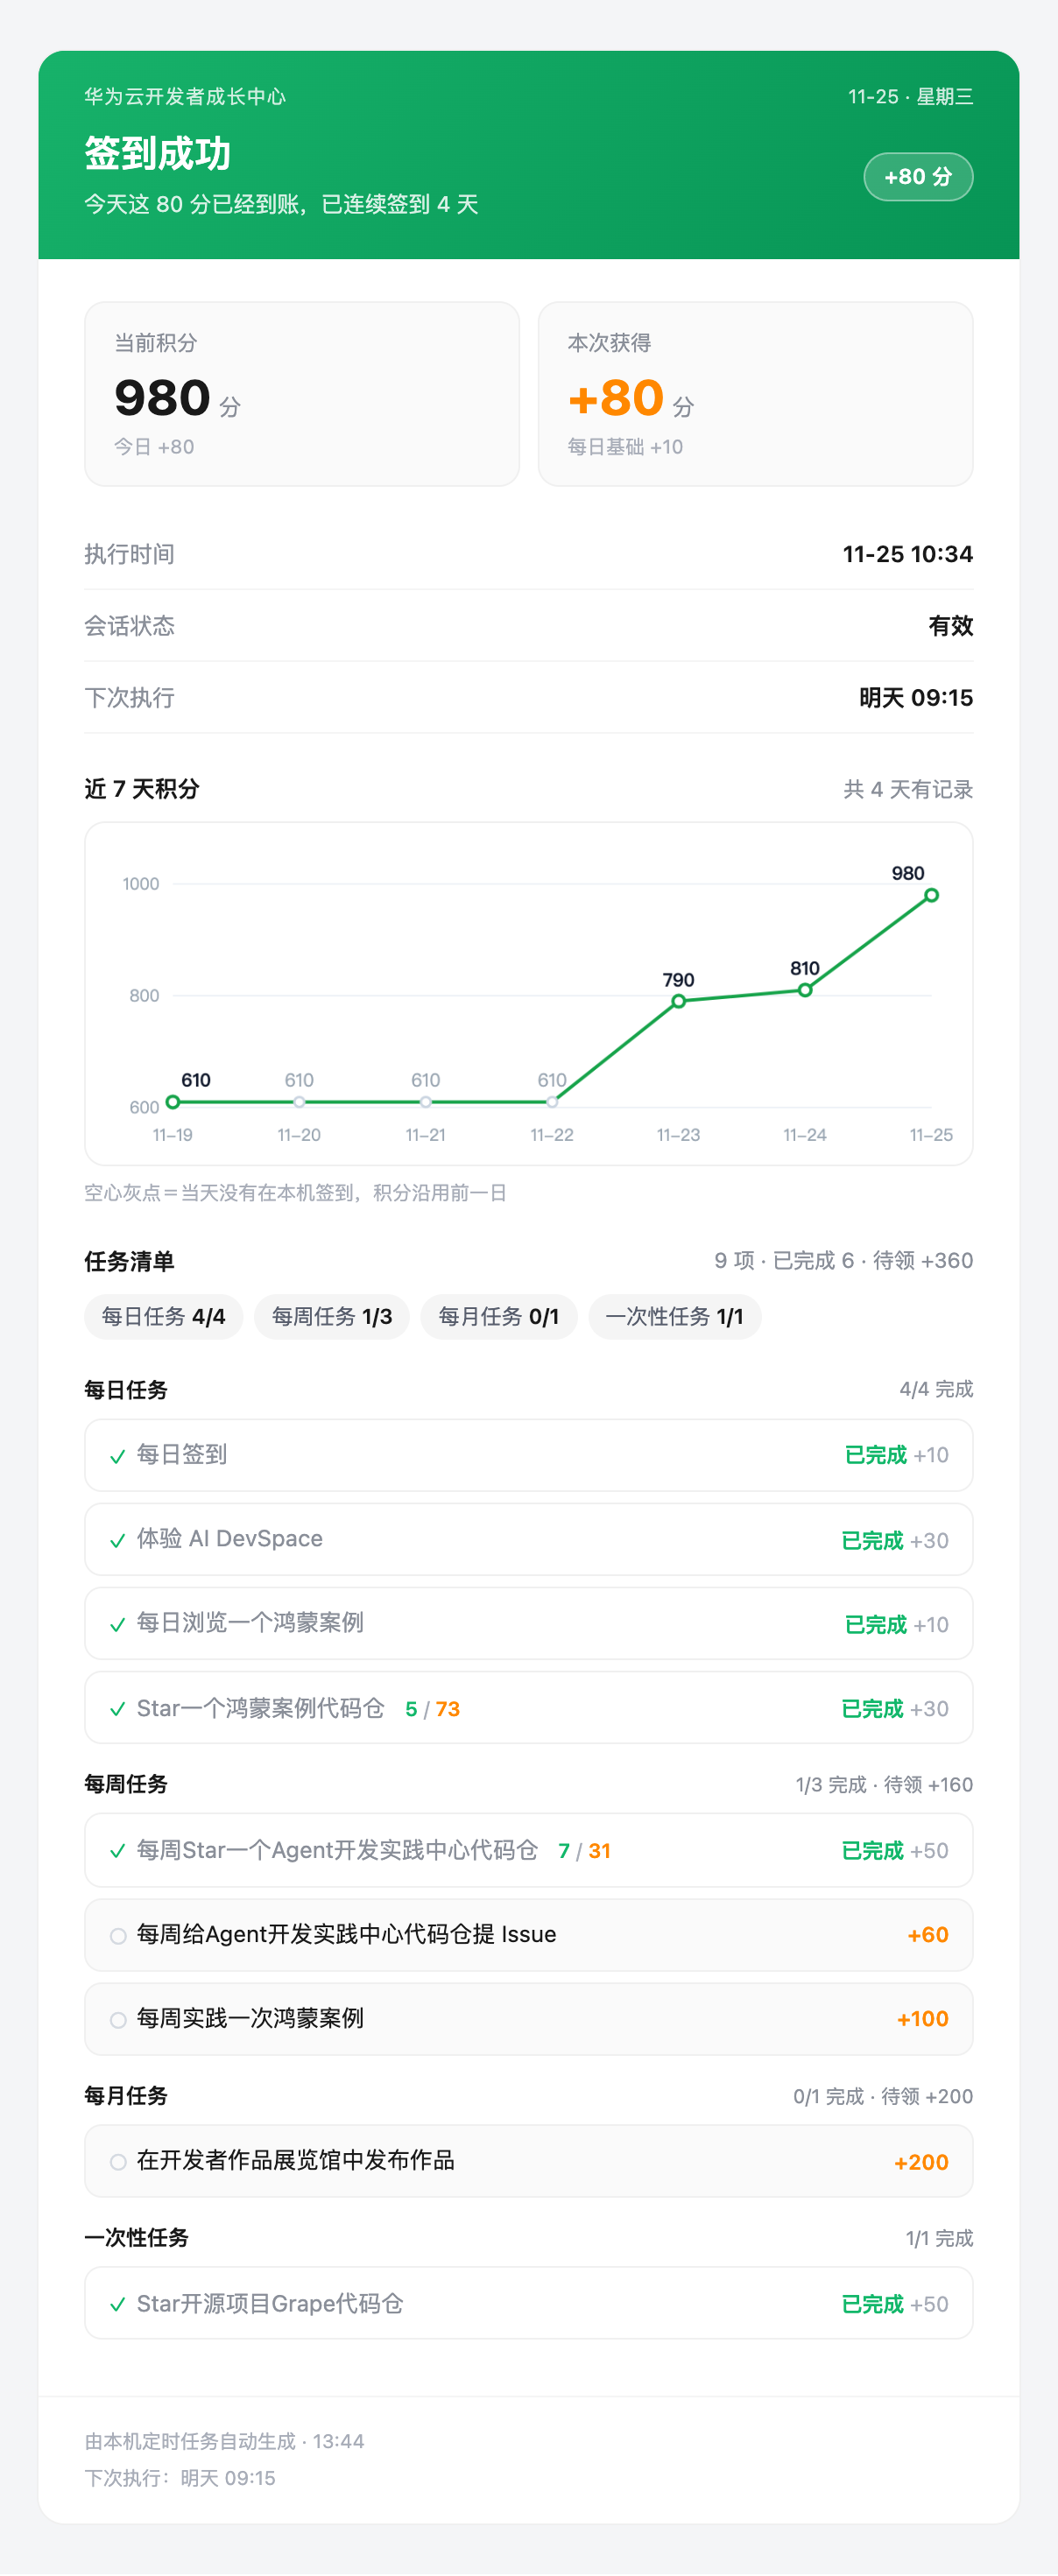 华为云开发者成长中心 11-25 · 星期三
签到成功
+80 分
今天这 80 分已经到账，已连续签到 4 天
当前积分
980 分
今日 +80
本次获得
+80 分
每日基础 +10
执行时间 11-25 10:34
会话状态 有效
下次执行 明天 09:15
近 7 天积分 共 4 天有记录
1000
800
600
610
610
610
610
790
810
980
11-19 11-20 11-21 11-22 11-23 11-24 11-25
空心灰点＝当天没有在本机签到，积分沿用前一日
任务清单 9 项 · 已完成 6 · 待领 +360
每日任务 4/4 每周任务 1/3 每月任务 0/1 一次性任务 1/1
每日任务 4/4 完成
✓ 每日签到 已完成 +10
✓ 体验 AI DevSpace 已完成 +30
✓ 每日浏览一个鸿蒙案例 已完成 +10
✓ Star一个鸿蒙案例代码仓 5 / 73 已完成 +30
每周任务 1/3 完成 · 待领 +160
✓ 每周Star一个Agent开发实践中心代码仓 7 / 31 已完成 +50
每周给Agent开发实践中心代码仓提 Issue +60
每周实践一次鸿蒙案例 +100
每月任务 0/1 完成 · 待领 +200
在开发者作品展览馆中发布作品 +200
一次性任务 1/1 完成
✓ Star开源项目Grape代码仓 已完成 +50
由本机定时任务自动生成 · 13:44
下次执行：明天 09:15